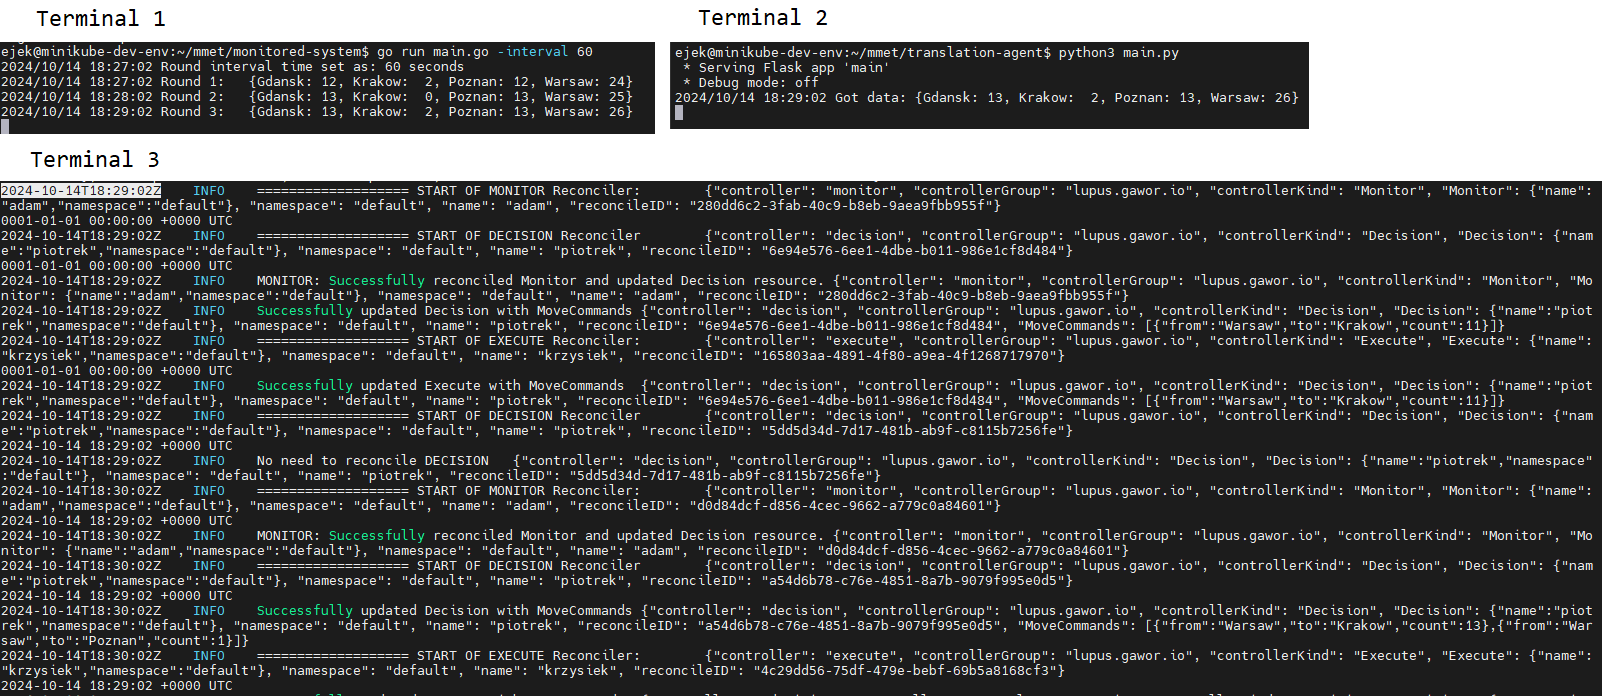 Terminal 1
ejek@minikube-dev-env:~/mmet/monitored-system$ go run main.go -interval 60
2024/10/14 18:27:02 Round interval time set as: 60 seconds
2024/10/14 18:27:02 Round 1:   {Gdansk: 12, Krakow:  2, Poznan: 12, Warsaw: 24}
2024/10/14 18:28:02 Round 2:   {Gdansk: 13, Krakow:  0, Poznan: 13, Warsaw: 25}
2024/10/14 18:29:02 Round 3:   {Gdansk: 13, Krakow:  2, Poznan: 13, Warsaw: 26}
Terminal 2
ejek@minikube-dev-env:~/mmet/translation-agent$ python3 main.py
 * Serving Flask app 'main'
 * Debug mode: off
2024/10/14 18:29:02 Got data: {Gdansk: 13, Krakow:  2, Poznan: 13, Warsaw: 26}
Terminal 3
2024-10-14T18:29:02Z    INFO    =================== START OF MONITOR Reconciler:        {"controller": "monitor", "controllerGroup": "lupus.gawor.io", "controllerKind": "Monitor", "Monitor": {"name":
"adam","namespace":"default"}, "namespace": "default", "name": "adam", "reconcileID": "280dd6c2-3fab-40c9-b8eb-9aea9fbb955f"}
0001-01-01 00:00:00 +0000 UTC
2024-10-14T18:29:02Z    INFO    =================== START OF DECISION Reconciler        {"controller": "decision", "controllerGroup": "lupus.gawor.io", "controllerKind": "Decision", "Decision": {"nam
e":"piotrek","namespace":"default"}, "namespace": "default", "name": "piotrek", "reconcileID": "6e94e576-6ee1-4dbe-b011-986e1cf8d484"}
0001-01-01 00:00:00 +0000 UTC
2024-10-14T18:29:02Z    INFO    MONITOR: Successfully reconciled Monitor and updated Decision resource. {"controller": "monitor", "controllerGroup": "lupus.gawor.io", "controllerKind": "Monitor", "Mo
nitor": {"name":"adam","namespace":"default"}, "namespace": "default", "name": "adam", "reconcileID": "280dd6c2-3fab-40c9-b8eb-9aea9fbb955f"}
2024-10-14T18:29:02Z    INFO    Successfully updated Decision with MoveCommands {"controller": "decision", "controllerGroup": "lupus.gawor.io", "controllerKind": "Decision", "Decision": {"name":"piot
rek","namespace":"default"}, "namespace": "default", "name": "piotrek", "reconcileID": "6e94e576-6ee1-4dbe-b011-986e1cf8d484", "MoveCommands": [{"from":"Warsaw","to":"Krakow","count":11}]}
2024-10-14T18:29:02Z    INFO    =================== START OF EXECUTE Reconciler:        {"controller": "execute", "controllerGroup": "lupus.gawor.io", "controllerKind": "Execute", "Execute": {"name":
"krzysiek","namespace":"default"}, "namespace": "default", "name": "krzysiek", "reconcileID": "165803aa-4891-4f80-a9ea-4f1268717970"}
0001-01-01 00:00:00 +0000 UTC
2024-10-14T18:29:02Z    INFO    Successfully updated Execute with MoveCommands  {"controller": "decision", "controllerGroup": "lupus.gawor.io", "controllerKind": "Decision", "Decision": {"name":"piot
rek","namespace":"default"}, "namespace": "default", "name": "piotrek", "reconcileID": "6e94e576-6ee1-4dbe-b011-986e1cf8d484", "MoveCommands": [{"from":"Warsaw","to":"Krakow","count":11}]}
2024-10-14T18:29:02Z    INFO    =================== START OF DECISION Reconciler        {"controller": "decision", "controllerGroup": "lupus.gawor.io", "controllerKind": "Decision", "Decision": {"nam
e":"piotrek","namespace":"default"}, "namespace": "default", "name": "piotrek", "reconcileID": "5dd5d34d-7d17-481b-ab9f-c8115b7256fe"}
2024-10-14 18:29:02 +0000 UTC
2024-10-14T18:29:02Z    INFO    No need to reconcile DECISION   {"controller": "decision", "controllerGroup": "lupus.gawor.io", "controllerKind": "Decision", "Decision": {"name":"piotrek","namespace"
:"default"}, "namespace": "default", "name": "piotrek", "reconcileID": "5dd5d34d-7d17-481b-ab9f-c8115b7256fe"}
2024-10-14T18:30:02Z    INFO    =================== START OF MONITOR Reconciler:        {"controller": "monitor", "controllerGroup": "lupus.gawor.io", "controllerKind": "Monitor", "Monitor": {"name":
"adam","namespace":"default"}, "namespace": "default", "name": "adam", "reconcileID": "d0d84dcf-d856-4cec-9662-a779c0a84601"}
2024-10-14 18:29:02 +0000 UTC
2024-10-14T18:30:02Z    INFO    MONITOR: Successfully reconciled Monitor and updated Decision resource. {"controller": "monitor", "controllerGroup": "lupus.gawor.io", "controllerKind": "Monitor", "Mo
nitor": {"name":"adam","namespace":"default"}, "namespace": "default", "name": "adam", "reconcileID": "d0d84dcf-d856-4cec-9662-a779c0a84601"}
2024-10-14T18:30:02Z    INFO    =================== START OF DECISION Reconciler        {"controller": "decision", "controllerGroup": "lupus.gawor.io", "controllerKind": "Decision", "Decision": {"nam
e":"piotrek","namespace":"default"}, "namespace": "default", "name": "piotrek", "reconcileID": "a54d6b78-c76e-4851-8a7b-9079f995e0d5"}
2024-10-14 18:29:02 +0000 UTC
2024-10-14T18:30:02Z    INFO    Successfully updated Decision with MoveCommands {"controller": "decision", "controllerGroup": "lupus.gawor.io", "controllerKind": "Decision", "Decision": {"name":"piot
rek","namespace":"default"}, "namespace": "default", "name": "piotrek", "reconcileID": "a54d6b78-c76e-4851-8a7b-9079f995e0d5", "MoveCommands": [{"from":"Warsaw","to":"Krakow","count":13},{"from":"War
saw","to":"Poznan","count":1}]}
2024-10-14T18:30:02Z    INFO    =================== START OF EXECUTE Reconciler:        {"controller": "execute", "controllerGroup": "lupus.gawor.io", "controllerKind": "Execute", "Execute": {"name":
"krzysiek","namespace":"default"}, "namespace": "default", "name": "krzysiek", "reconcileID": "4c29dd56-75df-479e-bebf-69b5a8168cf3"}
2024-10-14 18:29:02 +0000 UTC